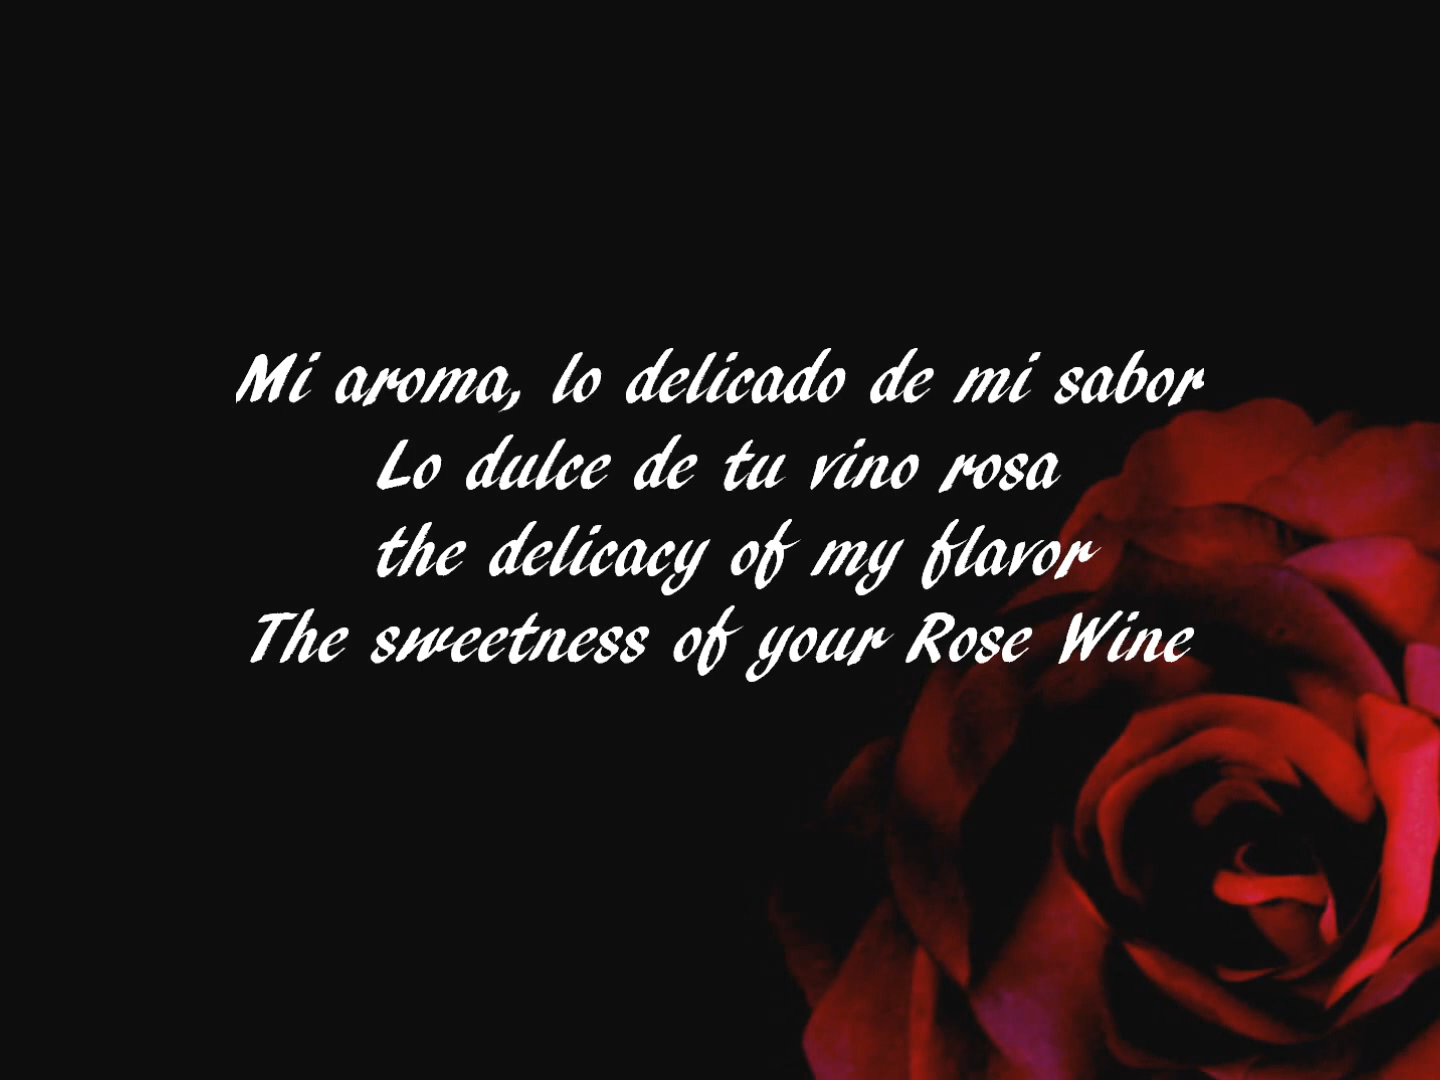 Mi aroma, lo delicado de mi sabor
Lo dulce de tu vino rosa
the delicacy of my flavor
The sweetness of your Rose Wine